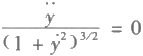 ÿ / (1 + ẏ²)^{3/2} = 0